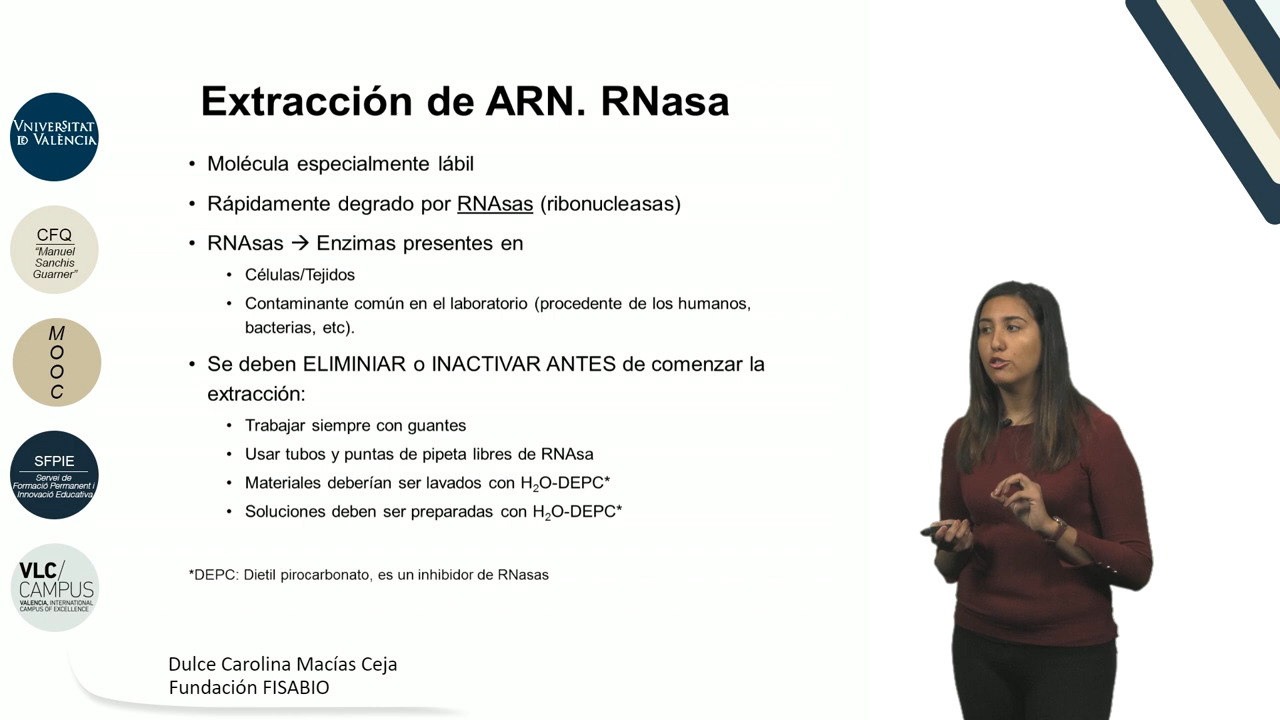 Extracción de ARN. RNasa
• Molécula especialmente lábil
• Rápidamente degrado por RNAsas (ribonucleasas)
• RNAsas → Enzimas presentes en
• Células/Tejidos
• Contaminante común en el laboratorio (procedente de los humanos,
bacterias, etc).
• Se deben ELIMINIAR o INACTIVAR ANTES de comenzar la
extracción:
• Trabajar siempre con guantes
• Usar tubos y puntas de pipeta libres de RNAsa
• Materiales deberían ser lavados con H₂O-DEPC*
• Soluciones deben ser preparadas con H₂O-DEPC*
*DEPC: Dietil pirocarbonato, es un inhibidor de RNasas
Dulce Carolina Macías Ceja
Fundación FISABIO
VNIVERSITAT
ID VALÈNCIA
CFQ
"Manuel
Sanchis
Guarner"
M
O
O
C
SFPIE
Servei de
Formació Permanent i
Innovació Educativa
VLC/
CAMPUS
VALENCIA, INTERNATIONAL
CAMPUS OF EXCELLENCE